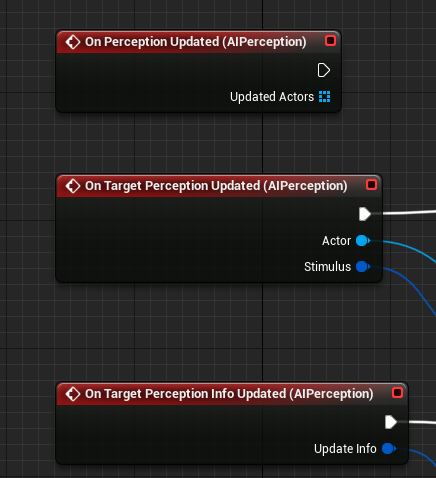 On Perception Updated (AIPerception)
Updated Actors
On Target Perception Updated (AIPerception)
Actor
Stimulus
On Target Perception Info Updated (AIPerception)
Update Info